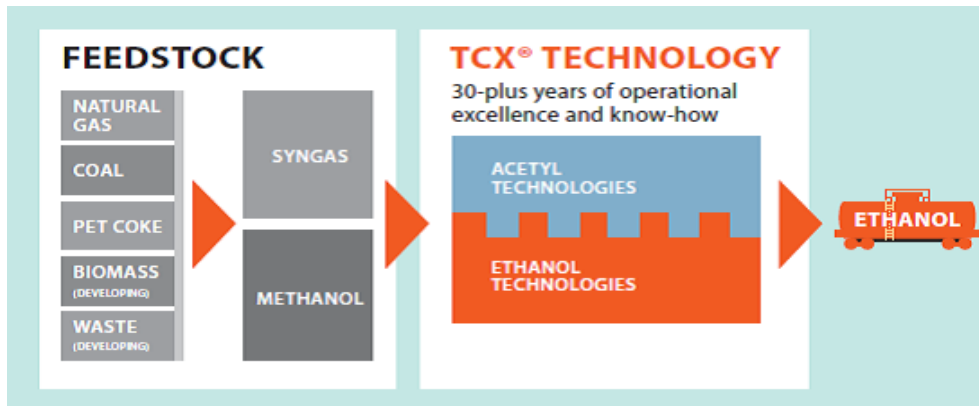 FEEDSTOCK
NATURAL
GAS
COAL
PET COKE
BIOMASS
(DEVELOPING)
WASTE
(DEVELOPING)
SYNGAS
METHANOL
TCX® TECHNOLOGY
30-plus years of operational
excellence and know-how
ACETYL
TECHNOLOGIES
ETHANOL
TECHNOLOGIES
ETHANOL